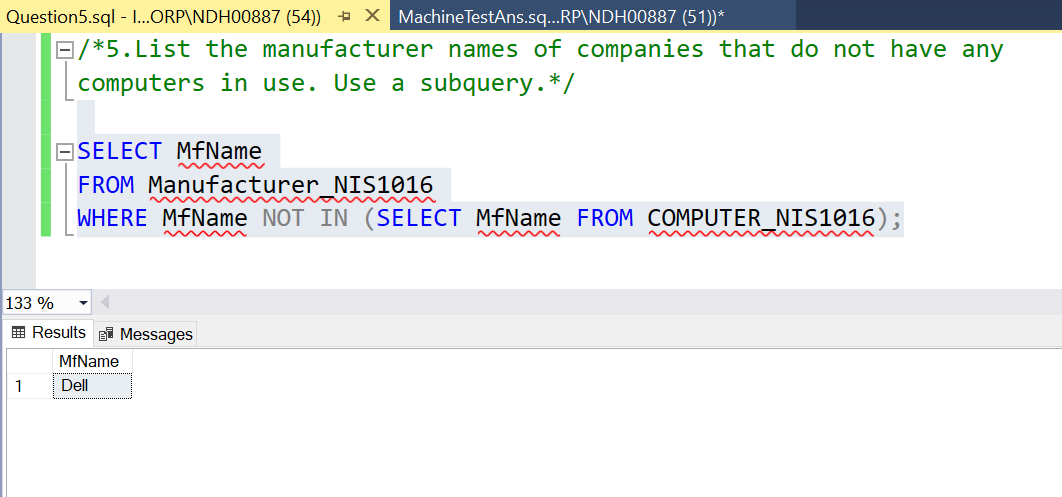 Question5.sql - I...ORP\NDH00887 (54)) MachineTestAns.sq...RP\NDH00887 (51))*
/*5.List the manufacturer names of companies that do not have any
computers in use. Use a subquery.*/
SELECT MfName
FROM Manufacturer_NIS1016
WHERE MfName NOT IN (SELECT MfName FROM COMPUTER_NIS1016);
133 %
Results Messages
MfName
1 Dell